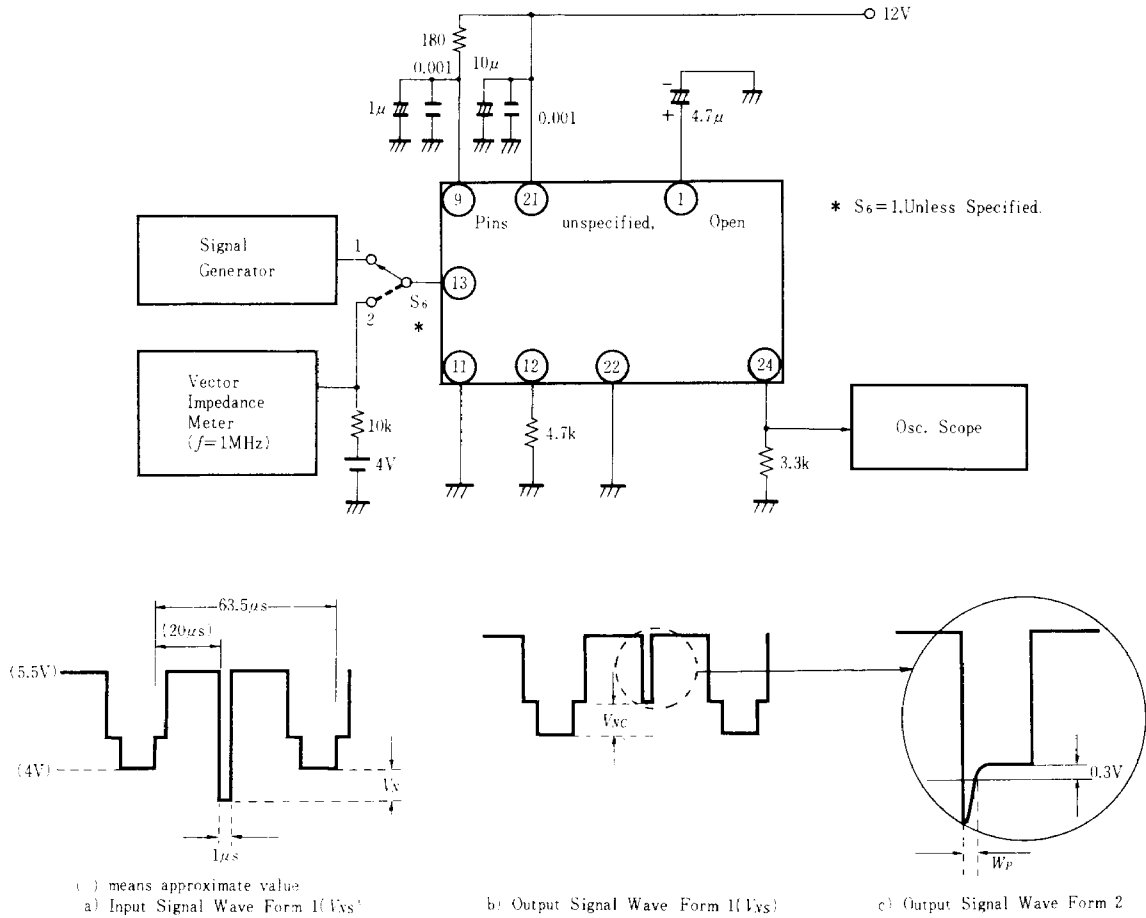 12V
180
0.001
10μ
1μ
0.001
4.7μ
−
+
9
21
1
Pins unspecified, Open
* S6=1, Unless Specified.
Signal
Generator
1
2
S6
*
13
Vector
Impedance
Meter
(f=1MHz)
10k
4V
11
12
22
24
4.7k
3.3k
Osc. Scope
63.5μs
(20μs)
(5.5V)
(4V)
VN
1μs
VNC
0.3V
WP
( ) means approximate value
a) Input Signal Wave Form 1(VNS)
b) Output Signal Wave Form 1(VNS)
c) Output Signal Wave Form 2